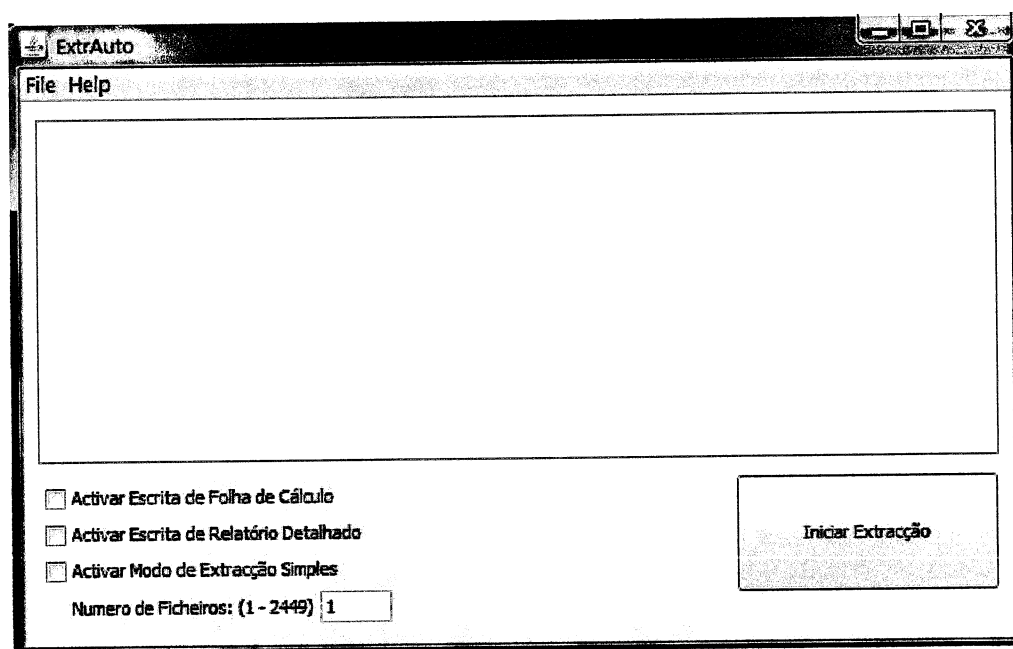 ExtrAuto
File Help
Activar Escrita de Folha de Cálculo
Activar Escrita de Relatório Detalhado
Iniciar Extracção
Activar Modo de Extracção Simples
Numero de Ficheiros: (1 - 2449) 1